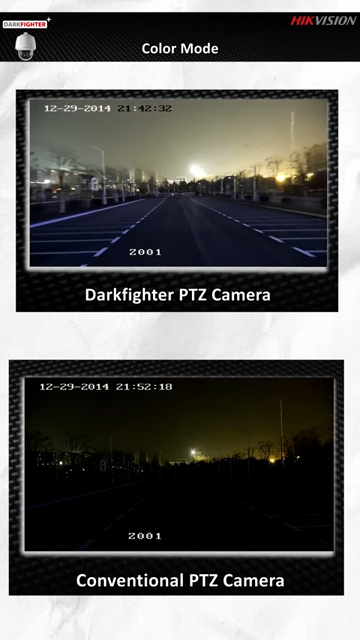 DARKFIGHTER
HIKVISION
Color Mode
12-29-2014 21:42:32
2001
Darkfighter PTZ Camera
12-29-2014 21:52:18
2001
Conventional PTZ Camera